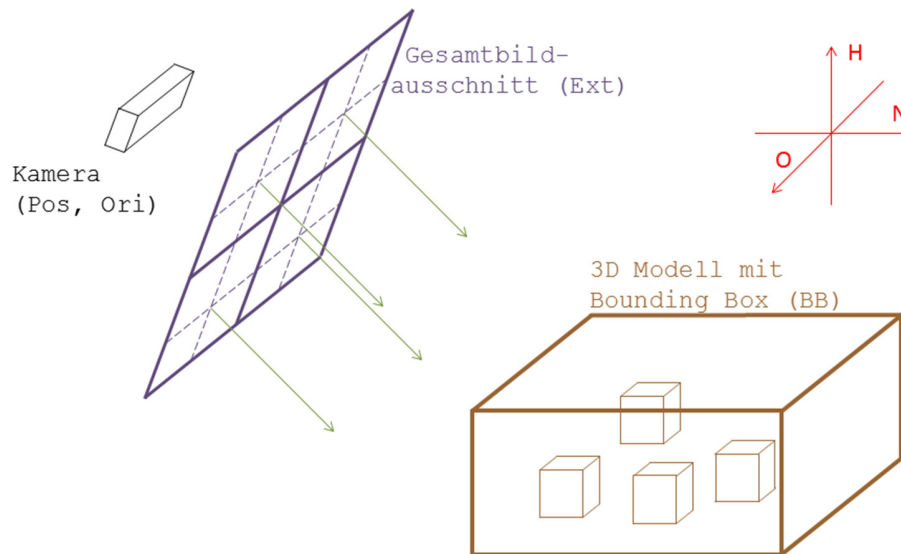 Gesamtbild-
ausschnitt (Ext)
H
N
O
Kamera
(Pos, Ori)
3D Modell mit
Bounding Box (BB)